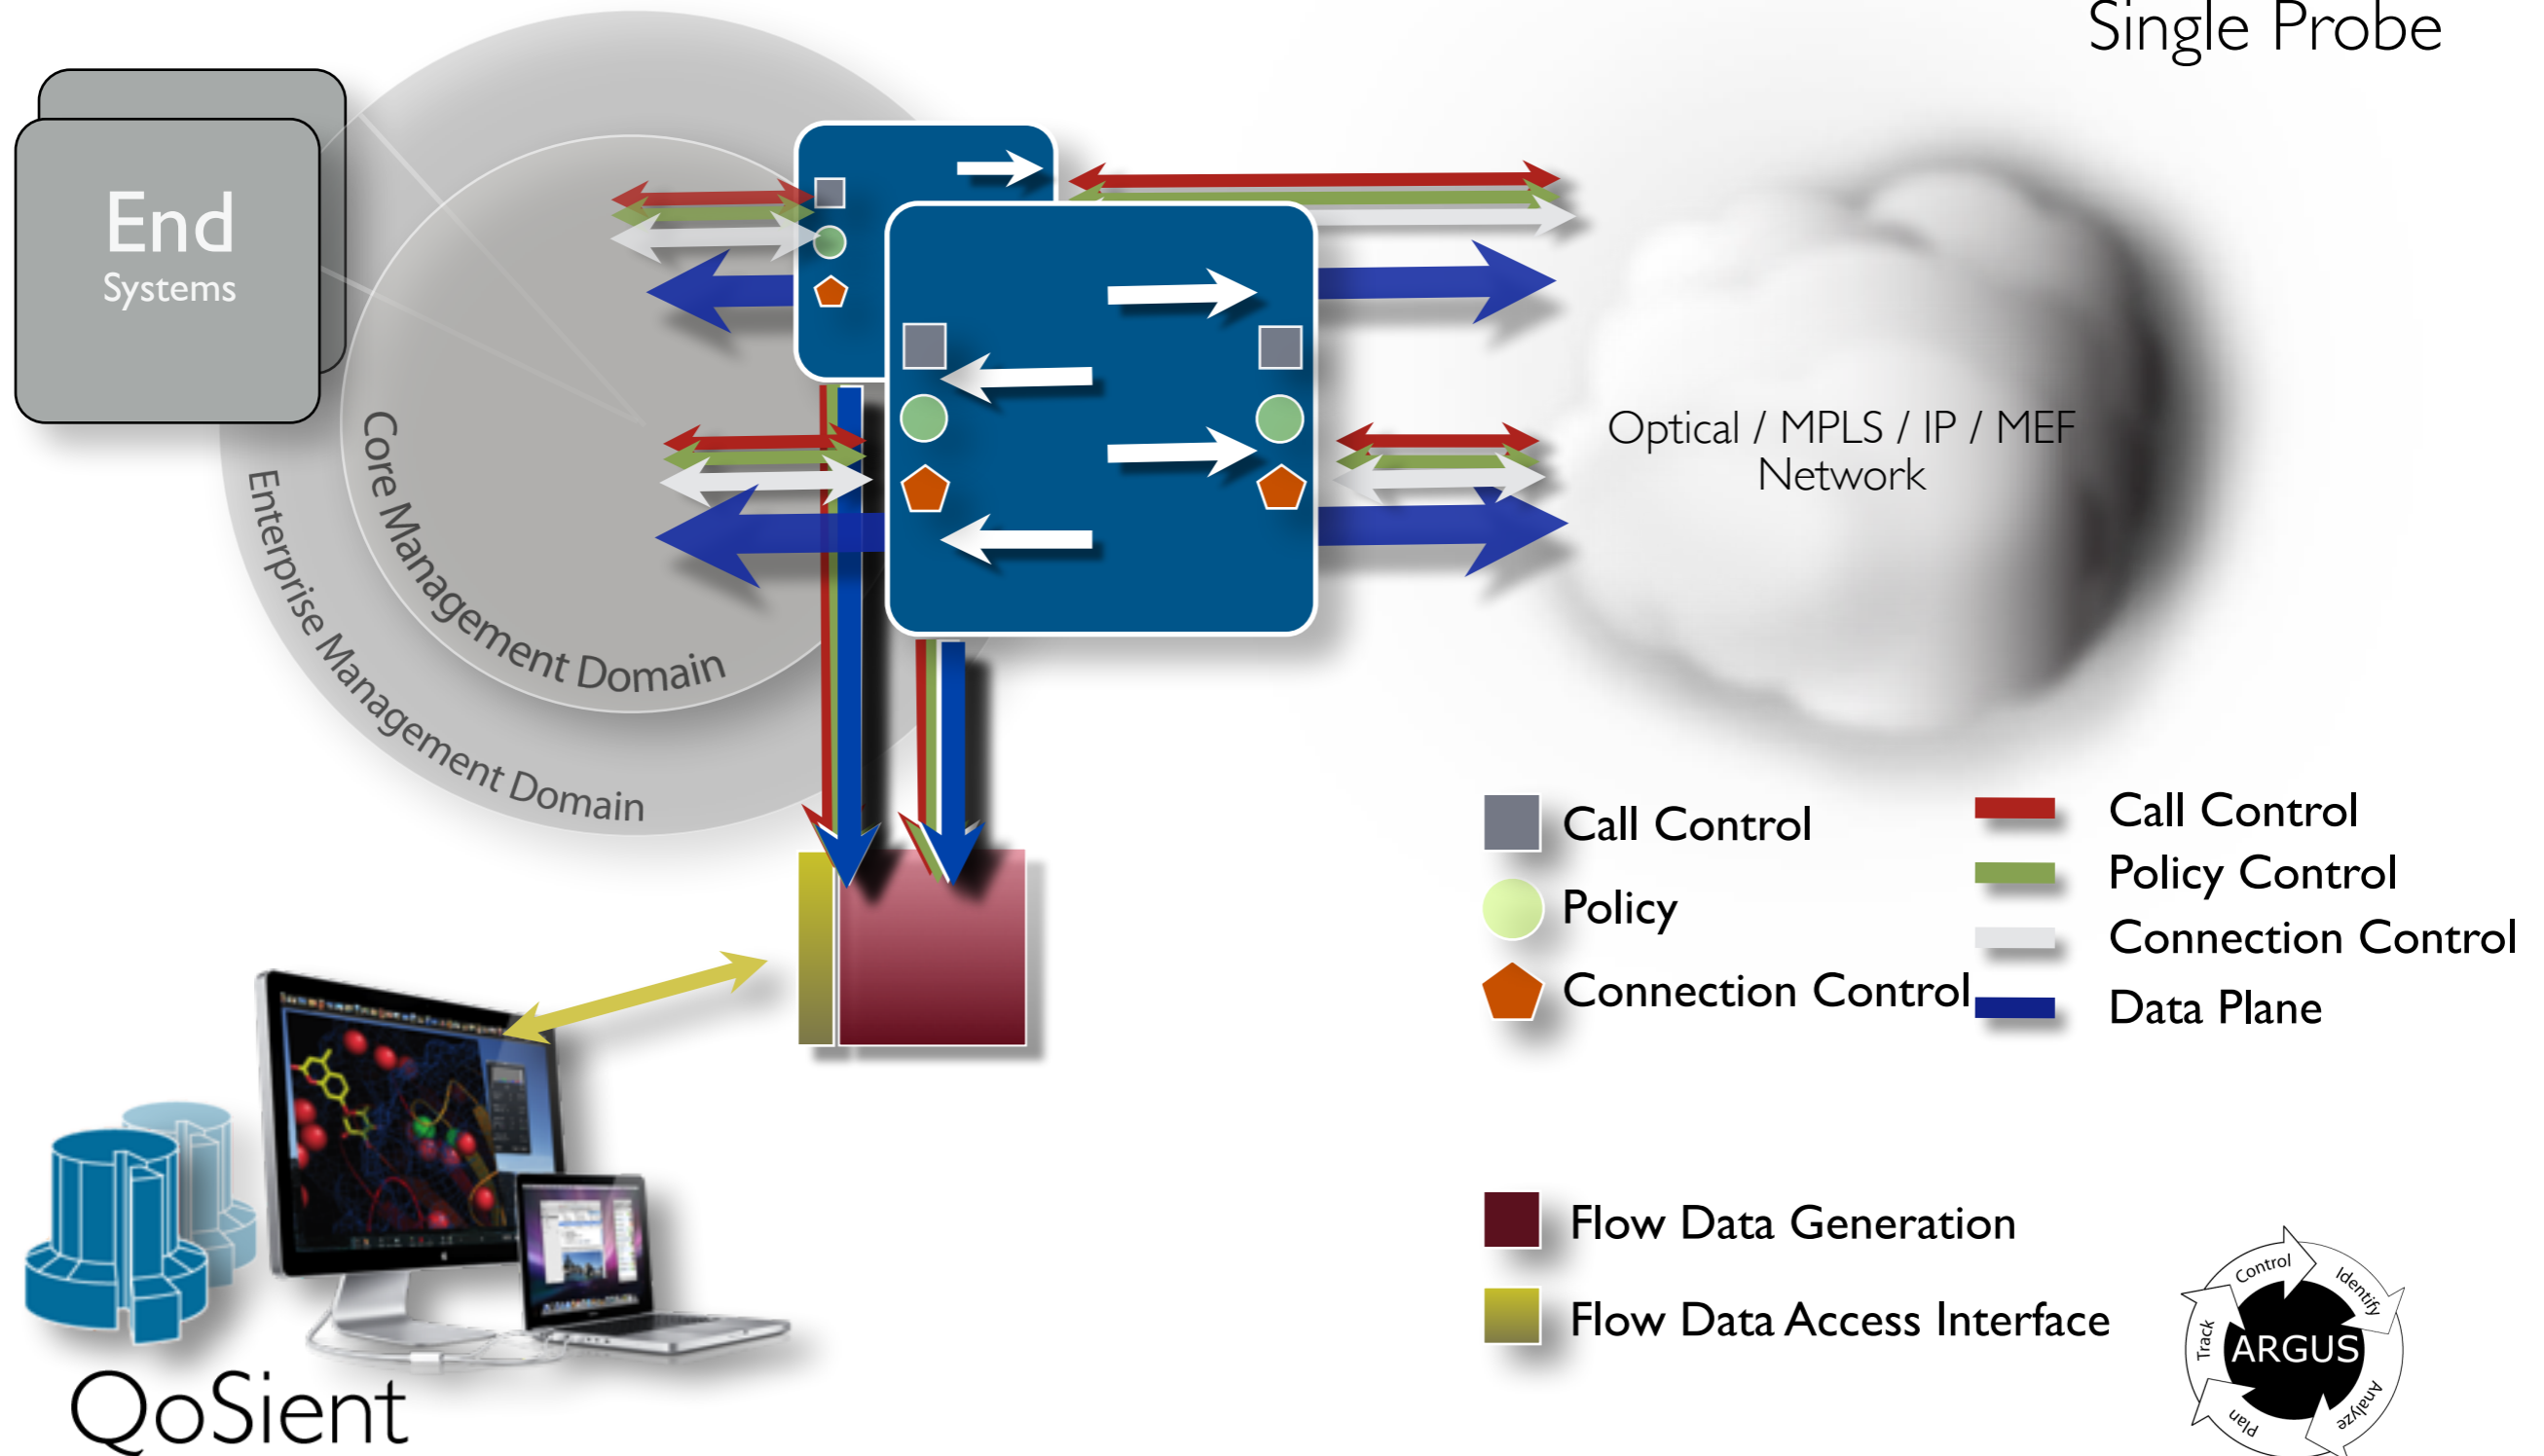 Single Probe
End
Systems
Core Management Domain
Enterprise Management Domain
Optical / MPLS / IP / MEF
Network
Call Control
Policy
Connection Control
Call Control
Policy Control
Connection Control
Data Plane
Flow Data Generation
Flow Data Access Interface
Control
Identify
Analyze
Plan
Track
ARGUS
QoSient